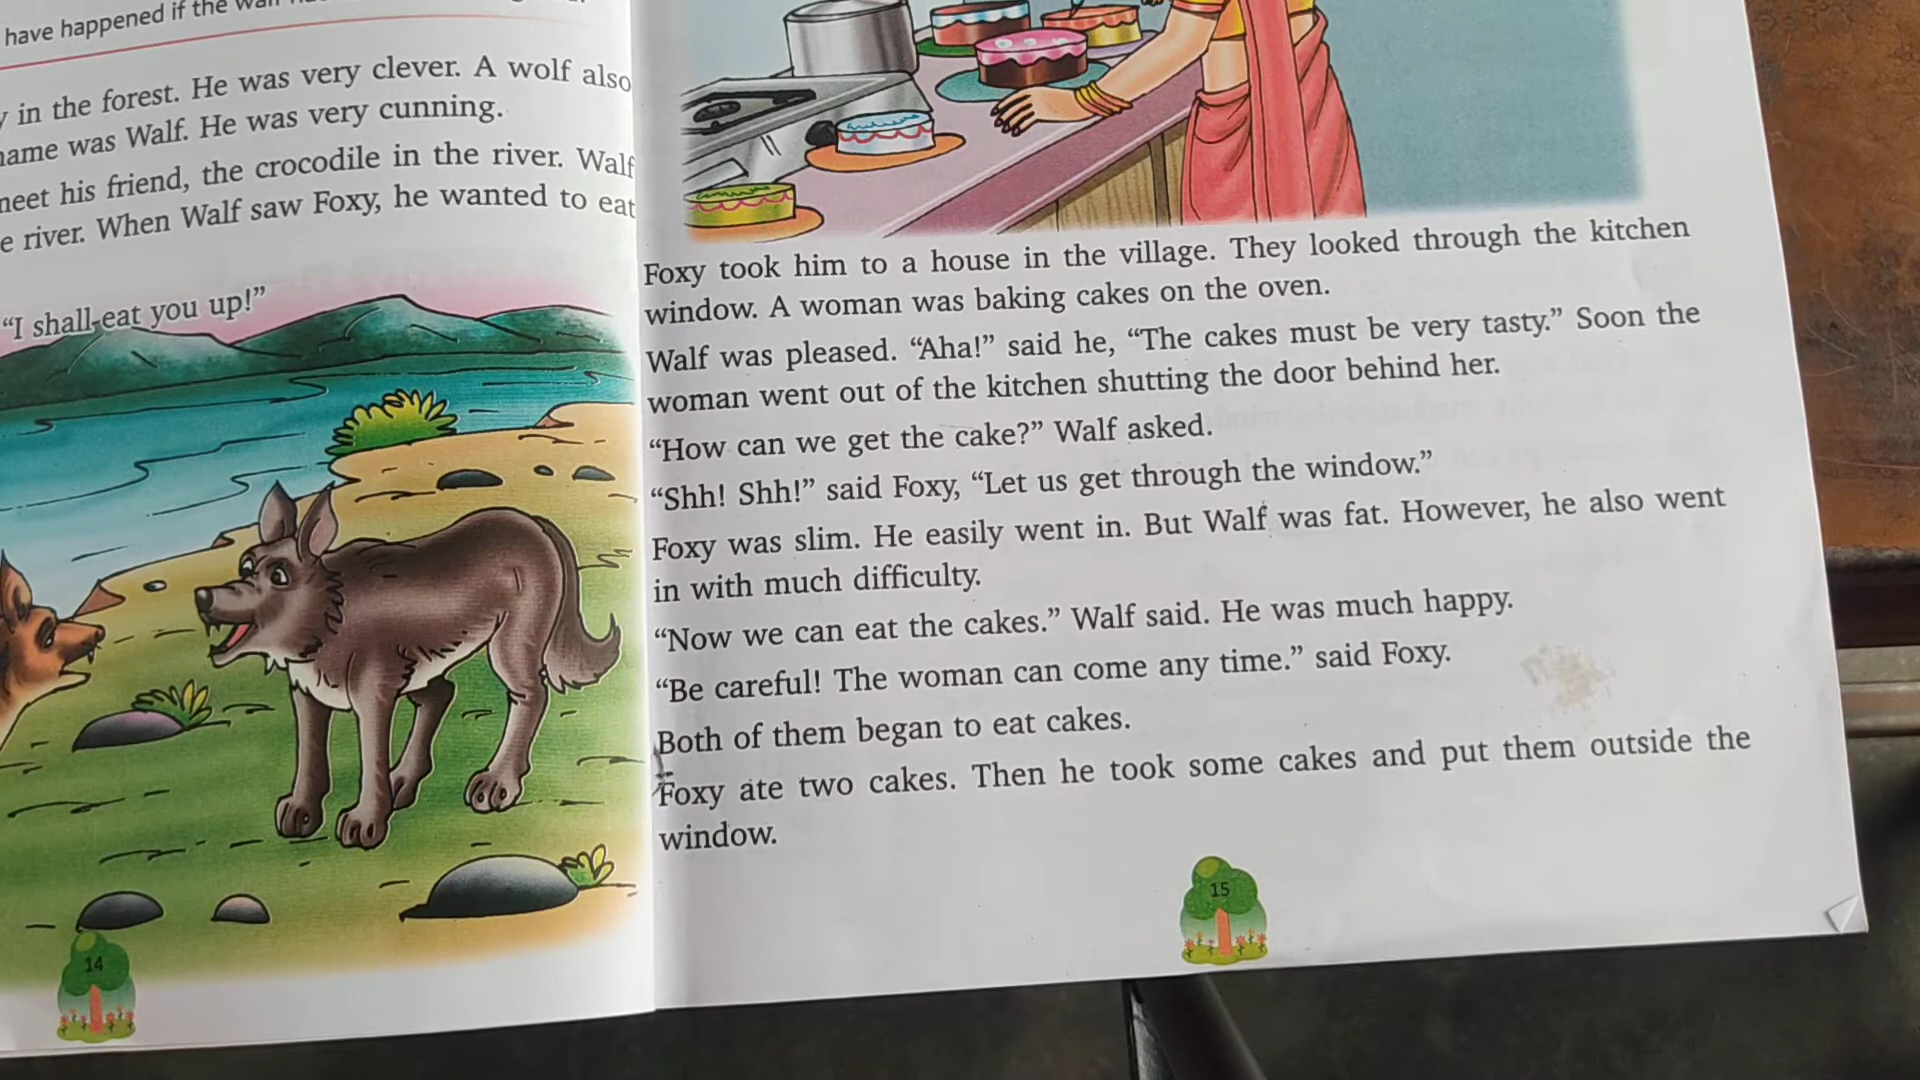 have happened if the
in the forest. He was very clever. A wolf also
name was Walf. He was very cunning.
meet his friend, the crocodile in the river. Walf
e river. When Walf saw Foxy, he wanted to eat
“I shall eat you up!”
14
Foxy took him to a house in the village. They looked through the kitchen
window. A woman was baking cakes on the oven.
Walf was pleased. “Aha!” said he, “The cakes must be very tasty.” Soon the
woman went out of the kitchen shutting the door behind her.
“How can we get the cake?” Walf asked.
“Shh! Shh!” said Foxy, “Let us get through the window.”
Foxy was slim. He easily went in. But Walf was fat. However, he also went
in with much difficulty.
“Now we can eat the cakes.” Walf said. He was much happy.
“Be careful! The woman can come any time.” said Foxy.
Both of them began to eat cakes.
Foxy ate two cakes. Then he took some cakes and put them outside the
window.
15